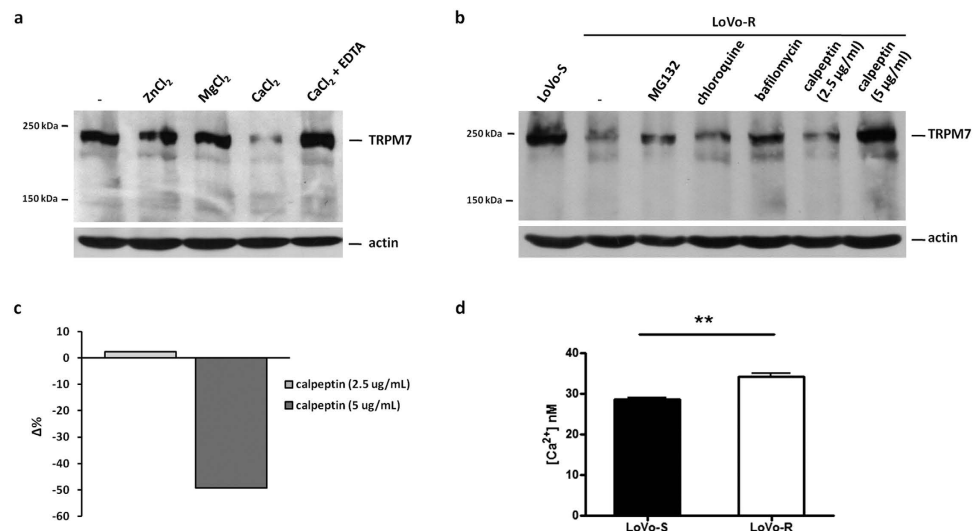 a
-
ZnCl2
MgCl2
CaCl2
CaCl2 + EDTA
250 kDa
TRPM7
150 kDa
actin
b
LoVo-R
LoVo-S
-
MG132
chloroquine
bafilomycin
calpeptin
(2.5 µg/ml)
calpeptin
(5 µg/ml)
250 kDa
TRPM7
150 kDa
actin
c
10
0
-10
-20
-30
-40
-50
-60
Δ%
calpeptin (2.5 ug/mL)
calpeptin (5 ug/mL)
d
**
40
30
20
10
0
[Ca2+] nM
LoVo-S
LoVo-R